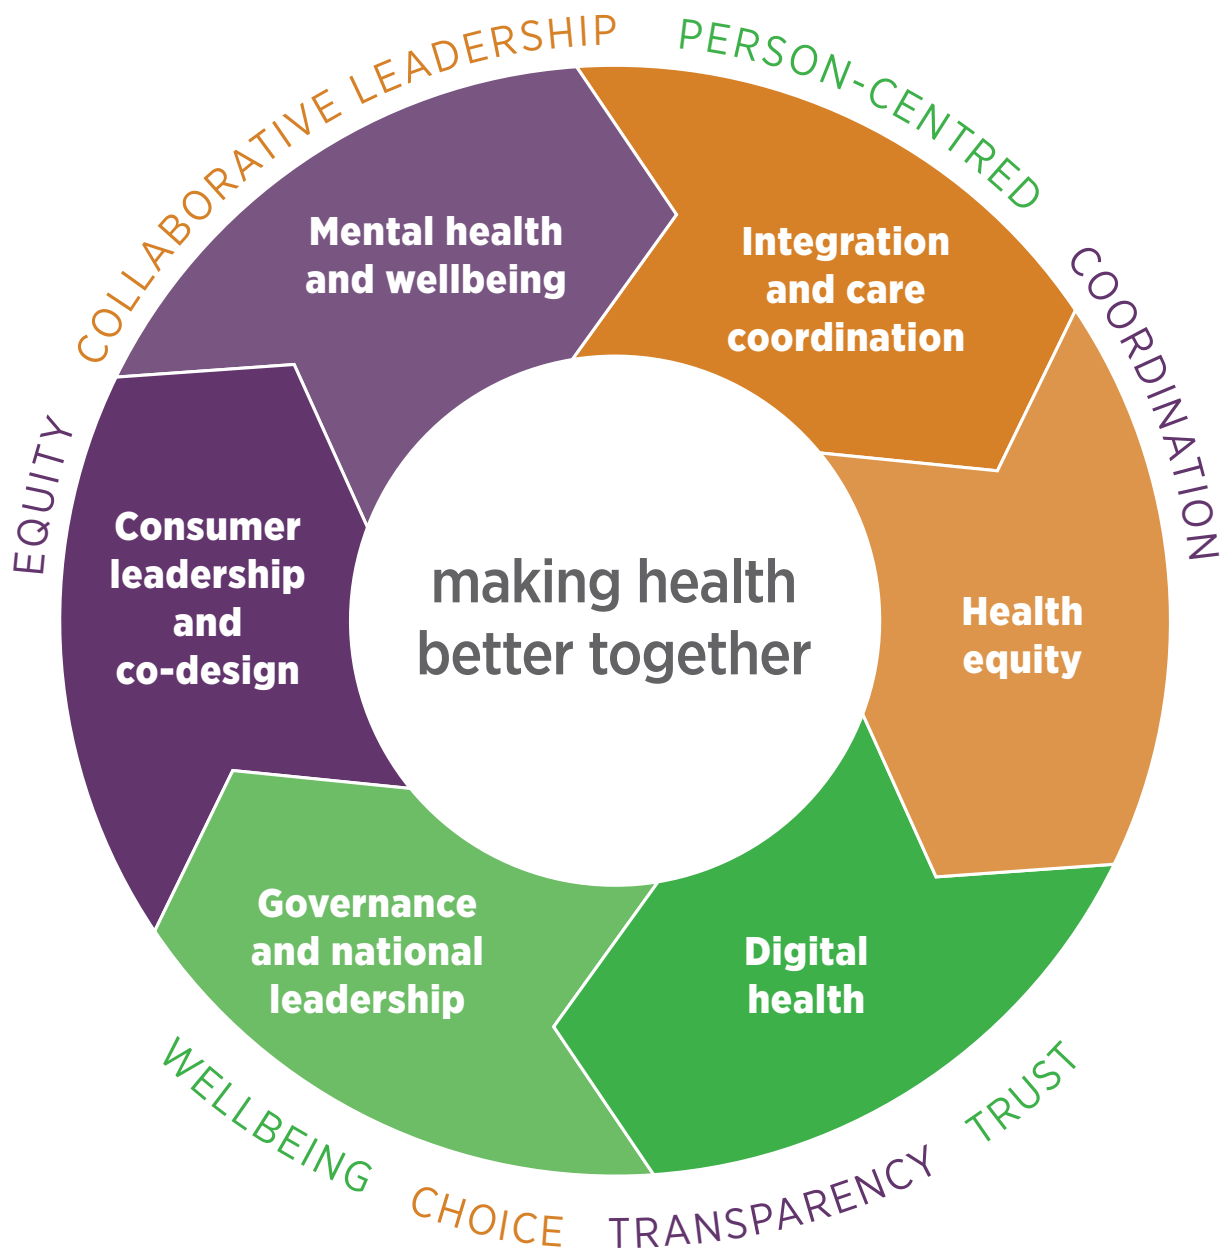 COLLABORATIVE LEADERSHIP
PERSON-CENTRED
COORDINATION
TRUST
TRANSPARENCY
CHOICE
WELLBEING
EQUITY
Mental health
and wellbeing
Integration
and care
coordination
Health
equity
Digital
health
Governance
and national
leadership
Consumer
leadership
and
co-design
making health
better together